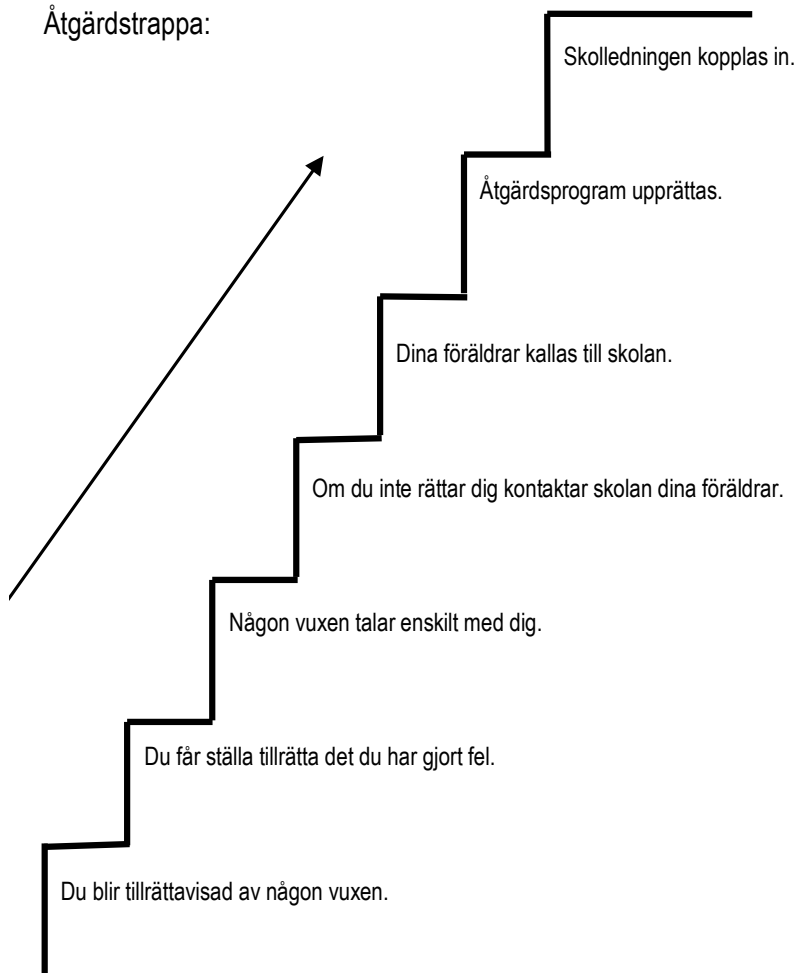 Åtgärdstrappa:
Skolledningen kopplas in.
Åtgärdsprogram upprättas.
Dina föräldrar kallas till skolan.
Om du inte rättar dig kontaktar skolan dina föräldrar.
Någon vuxen talar enskilt med dig.
Du får ställa tillrätta det du har gjort fel.
Du blir tillrättavisad av någon vuxen.